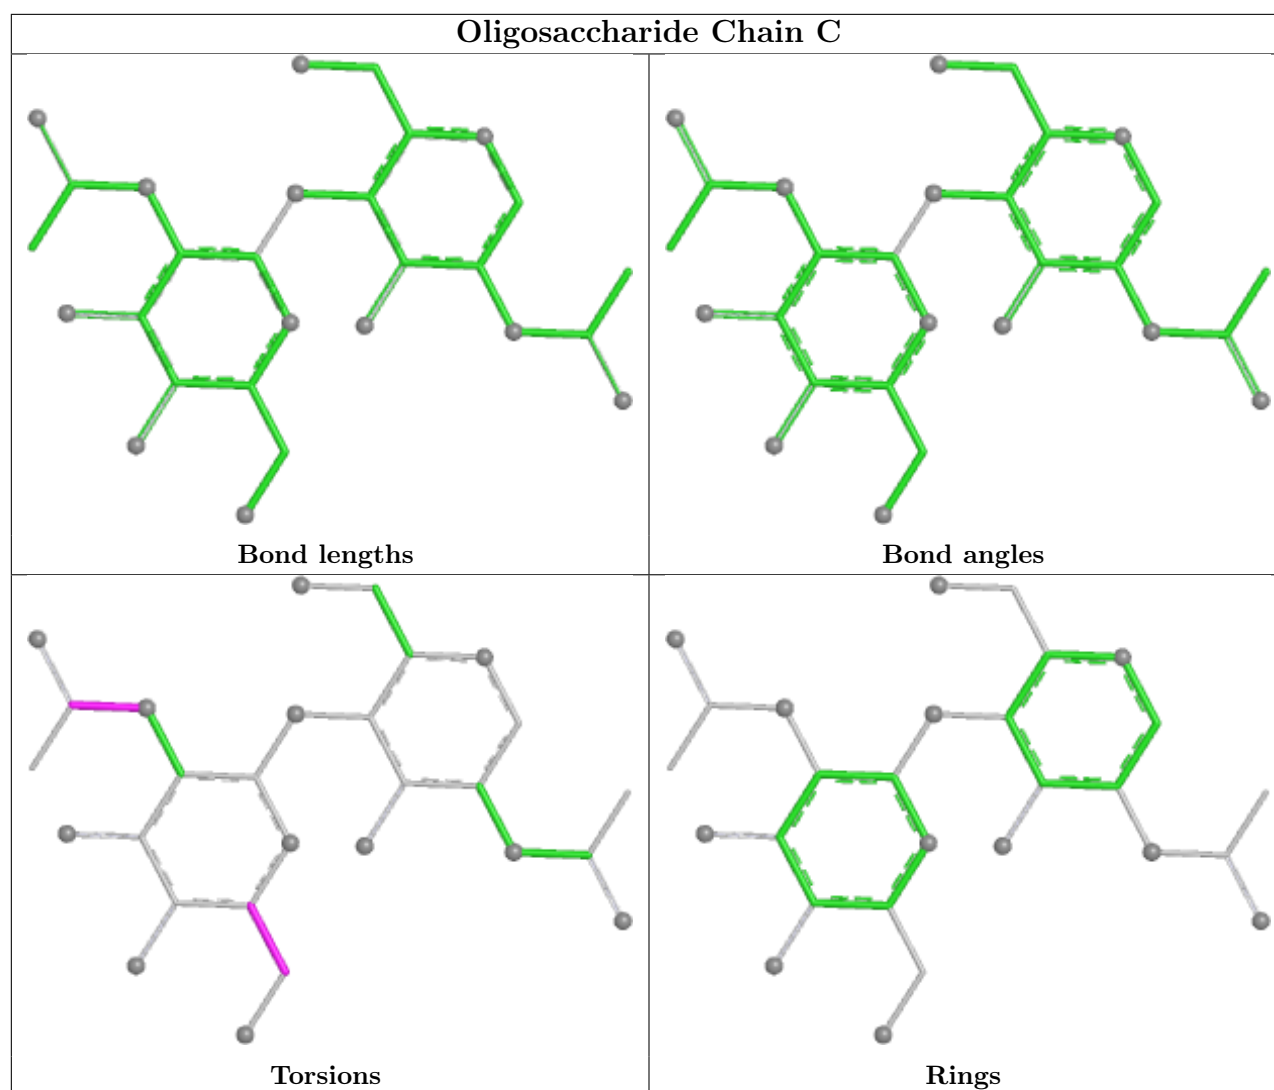 Oligosaccharide Chain C
Bond lengths
Bond angles
Torsions
Rings